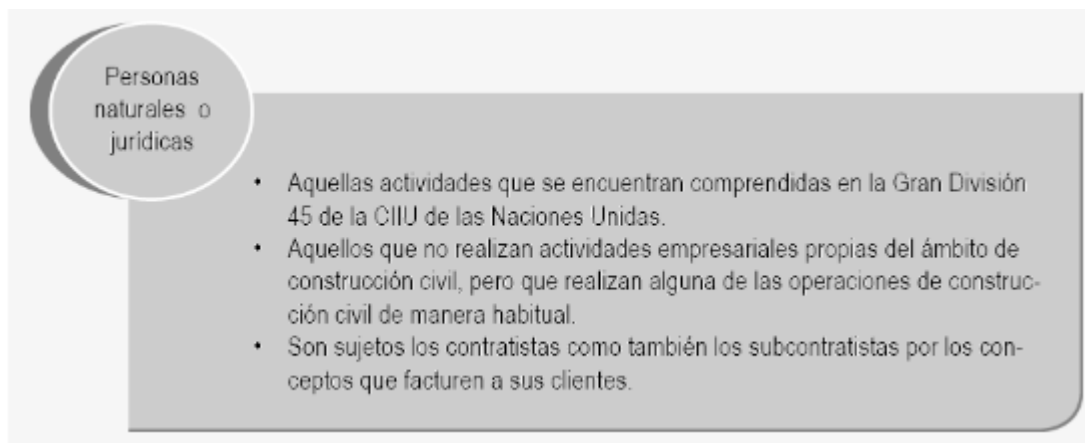 Personas
naturales o
jurídicas
• Aquellas actividades que se encuentran comprendidas en la Gran División
45 de la CIIU de las Naciones Unidas.
• Aquellos que no realizan actividades empresariales propias del ámbito de
construcción civil, pero que realizan alguna de las operaciones de construc-
ción civil de manera habitual.
• Son sujetos los contratistas como también los subcontratistas por los con-
ceptos que facturen a sus clientes.